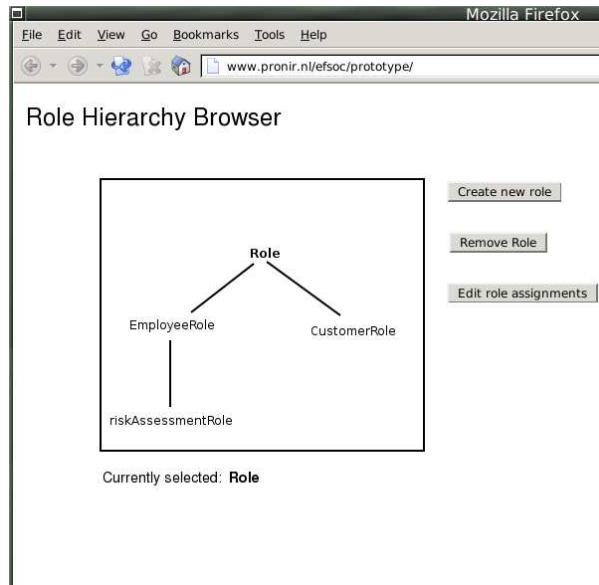 Mozilla Firefox
File Edit View Go Bookmarks Tools Help
www.pronir.nl/efsoc/prototype/
Role Hierarchy Browser
Create new role
Remove Role
Role
Edit role assignments
EmployeeRole
CustomerRole
riskAssessmentRole
Currently selected: Role